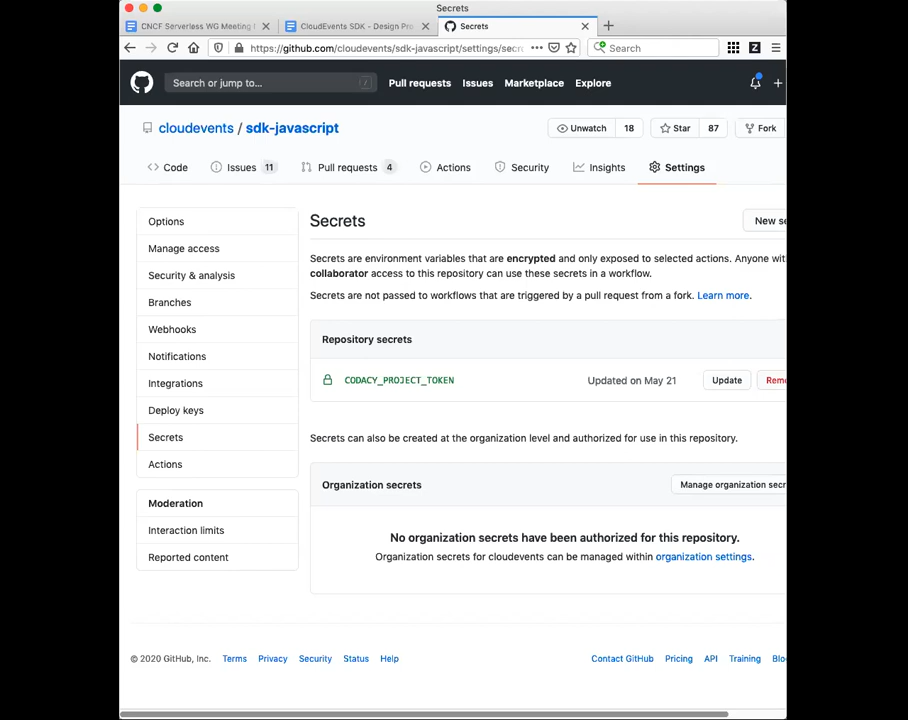 Secrets
CNCF Serverless WG Meeting
CloudEvents SDK - Design Pr
Secrets
https://github.com/cloudevents/sdk-javascript/settings/secr
Search
Search or jump to...
/
Pull requests
Issues
Marketplace
Explore
cloudevents / sdk-javascript
Unwatch 18
Star 87
Fork
Code
Issues 11
Pull requests 4
Actions
Security
Insights
Settings
Options
Manage access
Security & analysis
Branches
Webhooks
Notifications
Integrations
Deploy keys
Secrets
Actions
Moderation
Interaction limits
Reported content
Secrets
New se
Secrets are environment variables that are encrypted and only exposed to selected actions. Anyone wit
collaborator access to this repository can use these secrets in a workflow.
Secrets are not passed to workflows that are triggered by a pull request from a fork. Learn more.
Repository secrets
CODACY_PROJECT_TOKEN
Updated on May 21
Update
Remo
Secrets can also be created at the organization level and authorized for use in this repository.
Organization secrets
Manage organization secr
No organization secrets have been authorized for this repository.
Organization secrets for cloudevents can be managed within organization settings.
© 2020 GitHub, Inc.
Terms
Privacy
Security
Status
Help
Contact GitHub
Pricing
API
Training
Blo